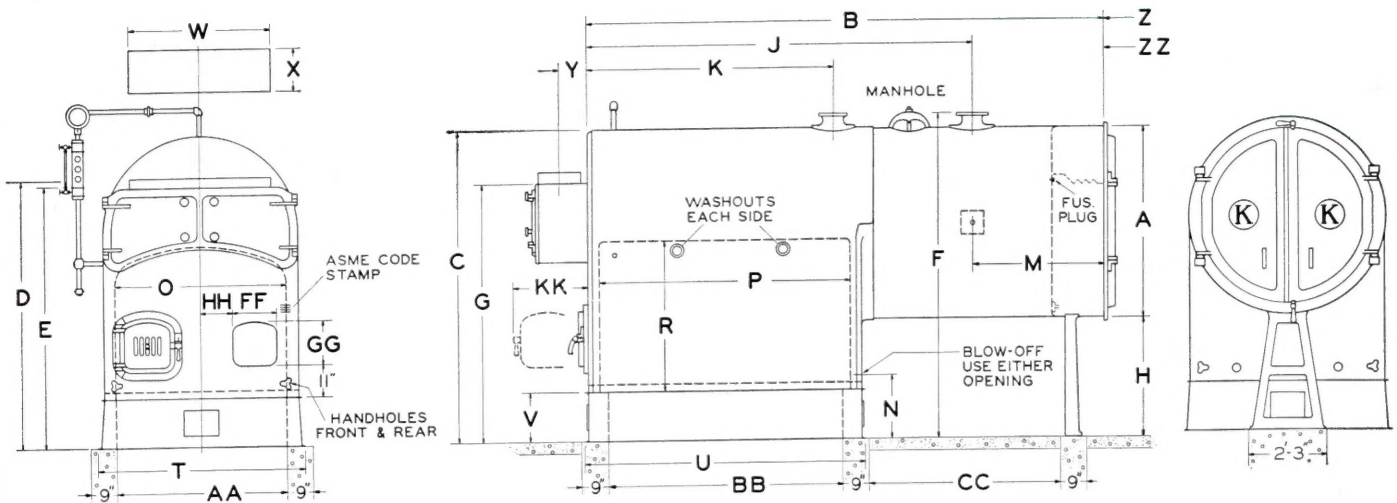 W
X
ASME CODE
STAMP
O
HH
FF
GG
11"
D
E
HANDHOLES
FRONT & REAR
T
9"
AA
9"
B
Z
J
ZZ
K
Y
MANHOLE
WASHOUTS
EACH SIDE
FUS.
PLUG
A
C
G
F
M
KK
P
R
BLOW-OFF
USE EITHER
OPENING
H
V
N
U
9"
BB
9"
CC
9"
K
K
2'-3"